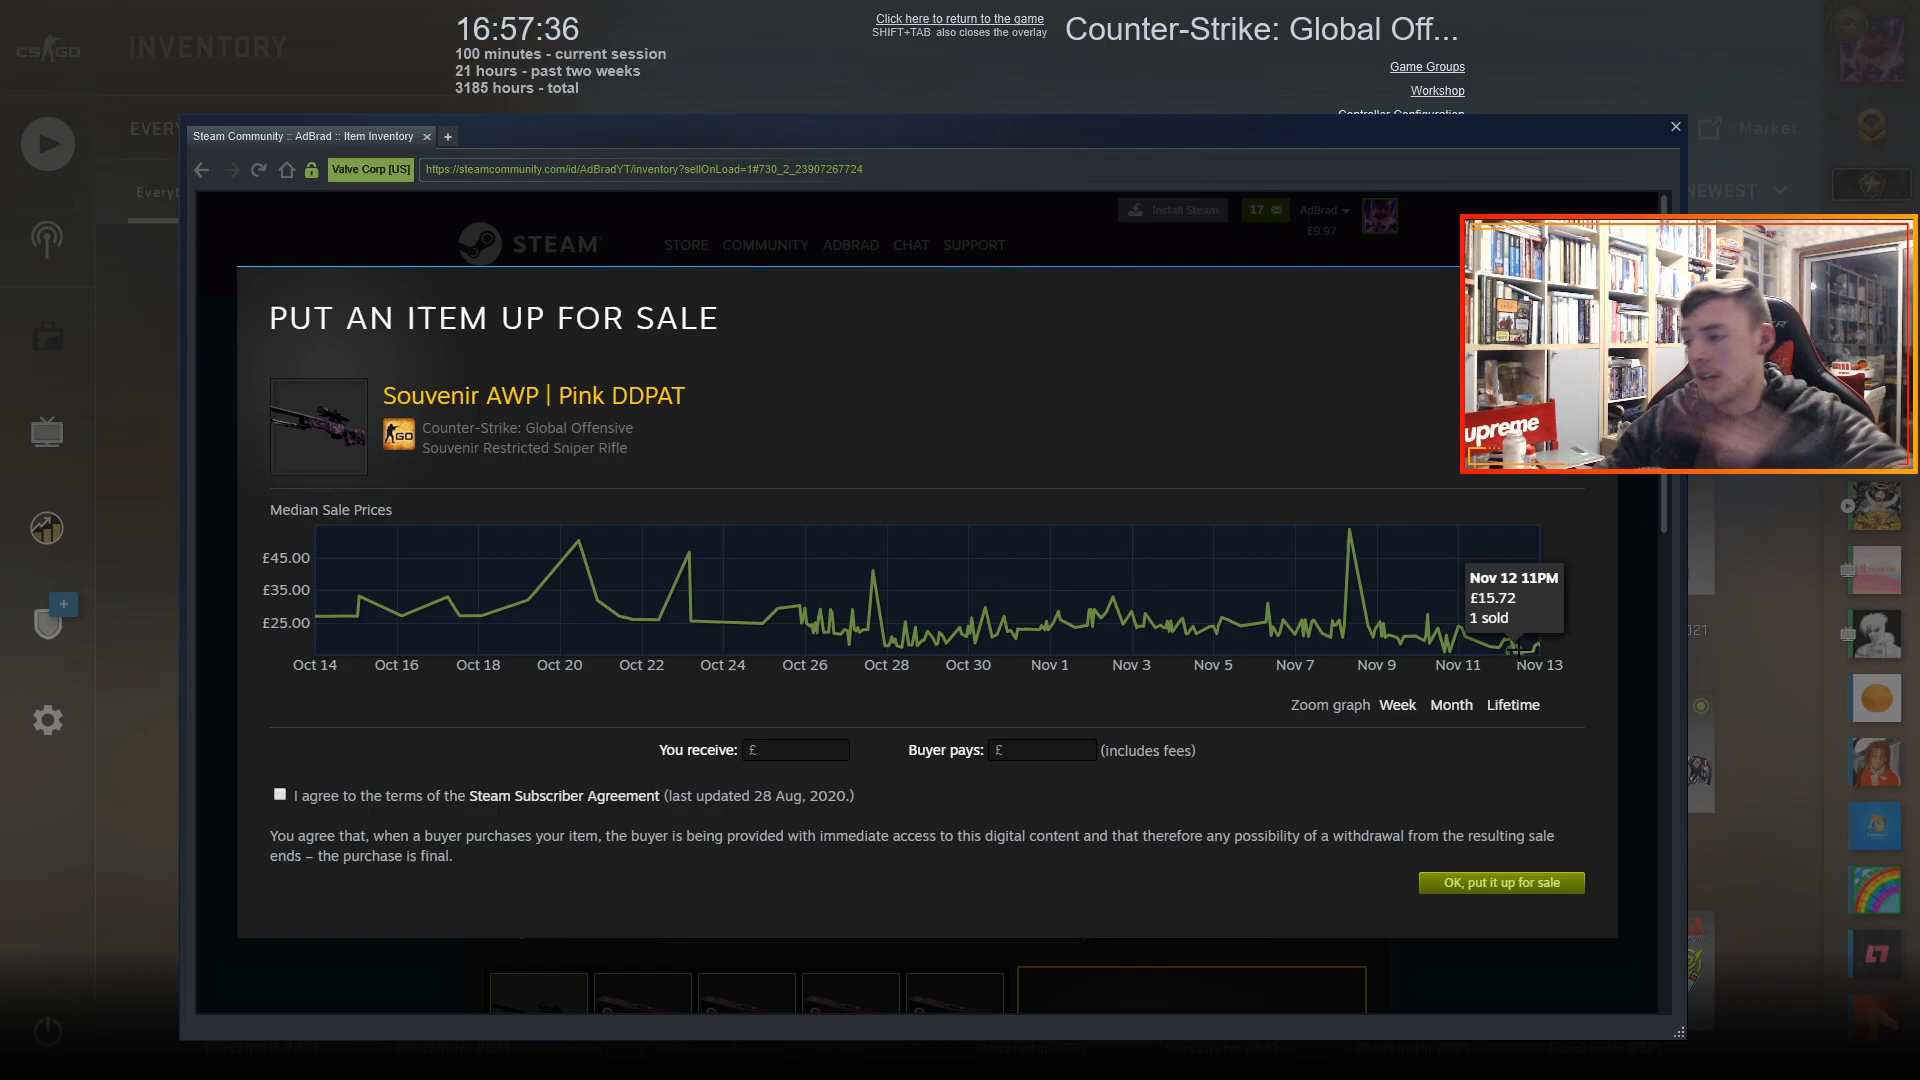 CS GO
INVENTORY
16:57:36
100 minutes - current session
21 hours - past two weeks
3185 hours - total
Click here to return to the game
SHIFT+TAB also closes the overlay
Counter-Strike: Global Off...
Game Groups
Workshop
Controller Configuration
EVERY
Market
Everyt
NEWEST
Steam Community :: AdBrad :: Item Inventory
Valve Corp [US]
https://steamcommunity.com/id/AdBradYT/inventory?sellOnLoad=1#730_2_23907267724
Install Steam
17
AdBrad
£9.97
STEAM
STORE COMMUNITY ADBRAD CHAT SUPPORT
PUT AN ITEM UP FOR SALE
Souvenir AWP | Pink DDPAT
GO
Counter-Strike: Global Offensive
Souvenir Restricted Sniper Rifle
upreme
Median Sale Prices
£45.00
£35.00
£25.00
Nov 12 11PM
£15.72
1 sold
Oct 14 Oct 16 Oct 18 Oct 20 Oct 22 Oct 24 Oct 26 Oct 28 Oct 30 Nov 1 Nov 3 Nov 5 Nov 7 Nov 9 Nov 11 Nov 13
Zoom graph Week Month Lifetime
You receive: £
Buyer pays: £ (includes fees)
I agree to the terms of the Steam Subscriber Agreement (last updated 28 Aug, 2020.)
You agree that, when a buyer purchases your item, the buyer is being provided with immediate access to this digital content and that therefore any possibility of a withdrawal from the resulting sale
ends – the purchase is final.
OK, put it up for sale